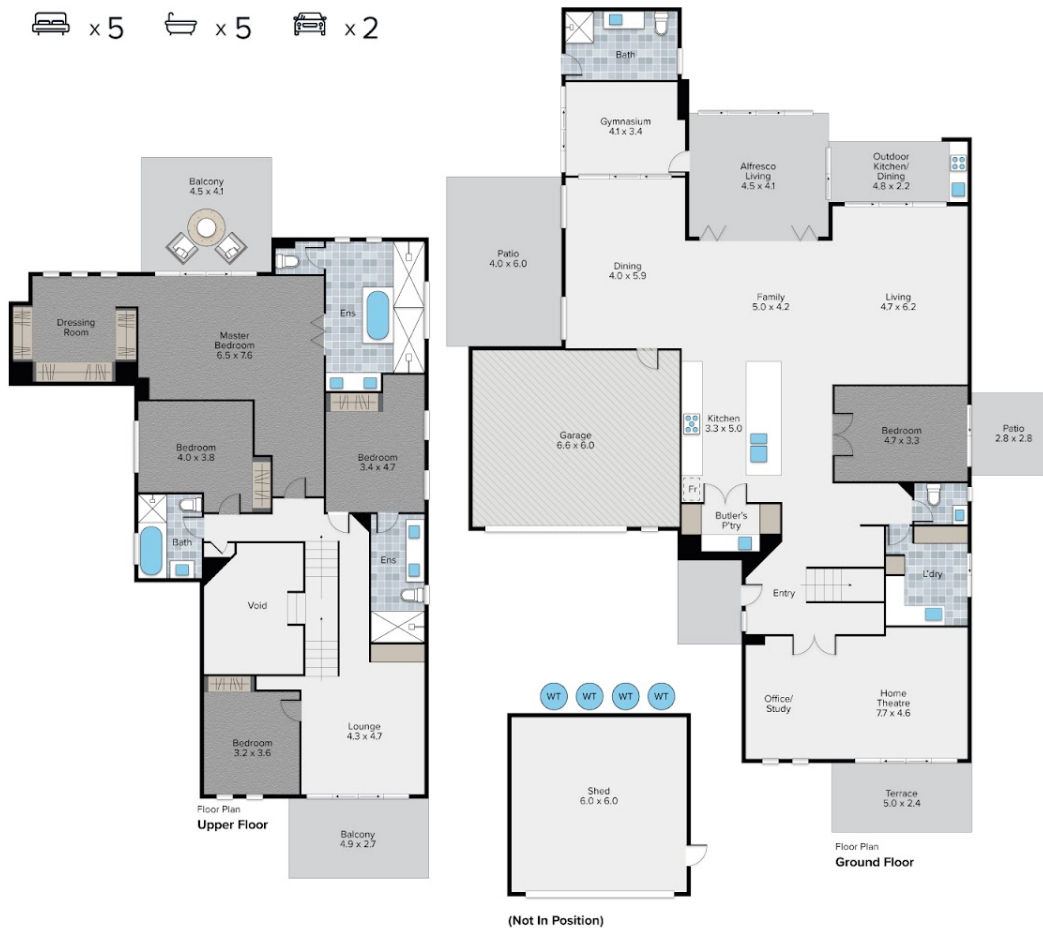 x 5
x 5
x 2
Balcony
4.5 x 4.1
Dressing
Room
Master
Bedroom
6.5 x 7.6
Ens
Bedroom
4.0 x 3.8
Bedroom
3.4 x 4.7
Bath
Ens
Void
Bedroom
3.2 x 3.6
Lounge
4.3 x 4.7
Balcony
4.9 x 2.7
Floor Plan
Upper Floor
Bath
Gymnasium
4.1 x 3.4
Alfresco
Living
4.5 x 4.1
Outdoor
Kitchen/
Dining
4.8 x 2.2
Patio
4.0 x 6.0
Dining
4.0 x 5.9
Family
5.0 x 4.2
Living
4.7 x 6.2
Garage
6.6 x 6.0
Kitchen
3.3 x 5.0
Bedroom
4.7 x 3.3
Patio
2.8 x 2.8
Fr
Butler's
P'try
L'dry
Entry
Office/
Study
Home
Theatre
7.7 x 4.6
Terrace
5.0 x 2.4
Floor Plan
Ground Floor
WT
WT
WT
WT
Shed
6.0 x 6.0
(Not In Position)